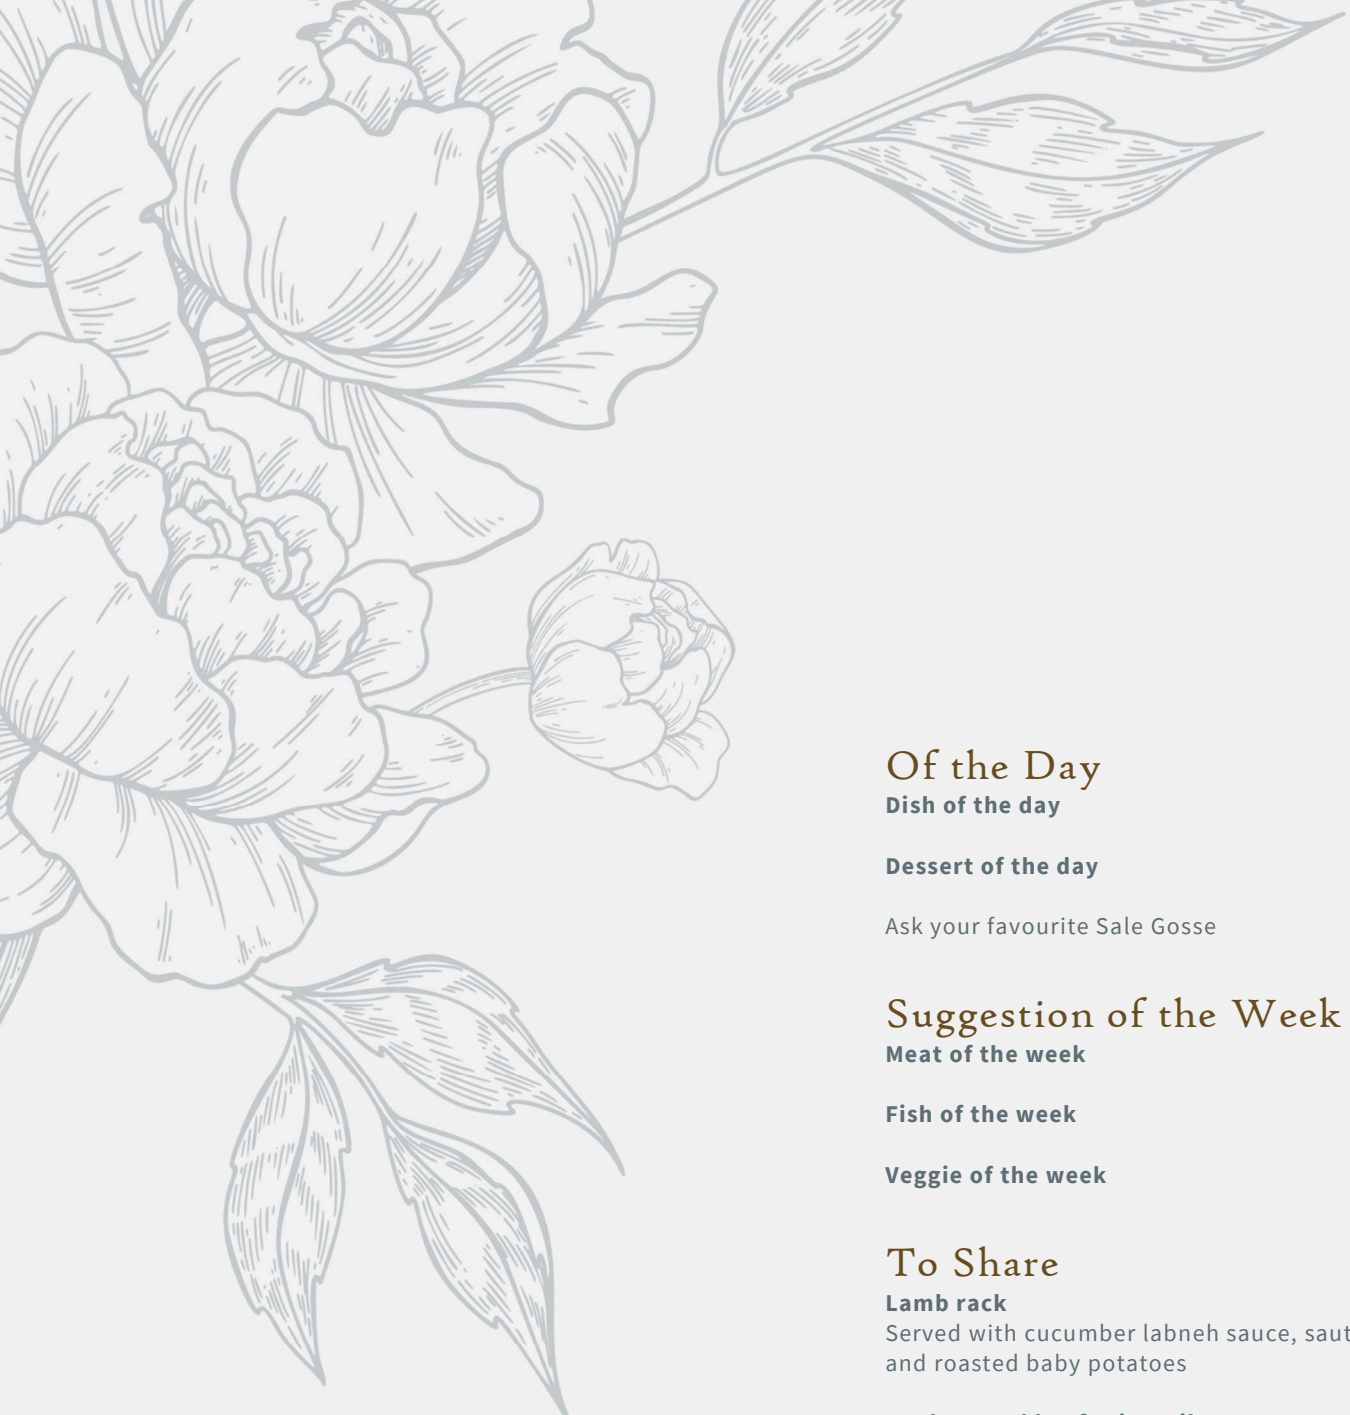 Of the Day
Dish of the day
Dessert of the day
Ask your favourite Sale Gosse
Suggestion of the Week
Meat of the week
Fish of the week
Veggie of the week
To Share
Lamb rack
Served with cucumber labneh sauce,
and roasted baby potatoes